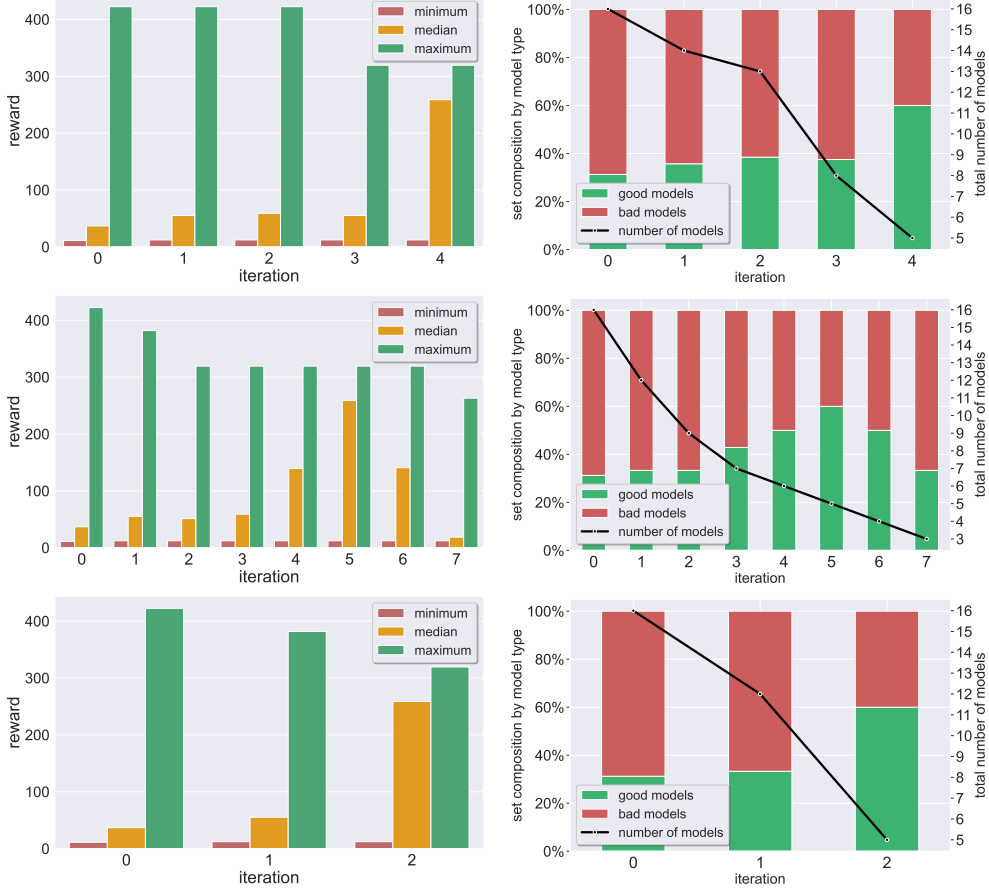 400
300
200
100
0
reward
minimum
median
maximum
0 1 2 3 4
iteration
100%
80%
60%
40%
20%
0%
set composition by model type
good models
bad models
number of models
16
14
13
12
11
10
9
8
7
6
5
total number of models
0 1 2 3 4
iteration
400
300
200
100
0
reward
minimum
median
maximum
0 1 2 3 4 5 6 7
iteration
100%
80%
60%
40%
20%
0%
set composition by model type
good models
bad models
number of models
16
15
14
13
12
10
9
8
7
6
5
4
3
total number of models
0 1 2 3 4 5 6 7
iteration
400
300
200
100
0
reward
minimum
median
maximum
0 1 2
iteration
100%
80%
60%
40%
20%
0%
set composition by model type
good models
bad models
number of models
16
14
13
12
11
10
9
8
7
6
5
total number of models
0 1 2
iteration